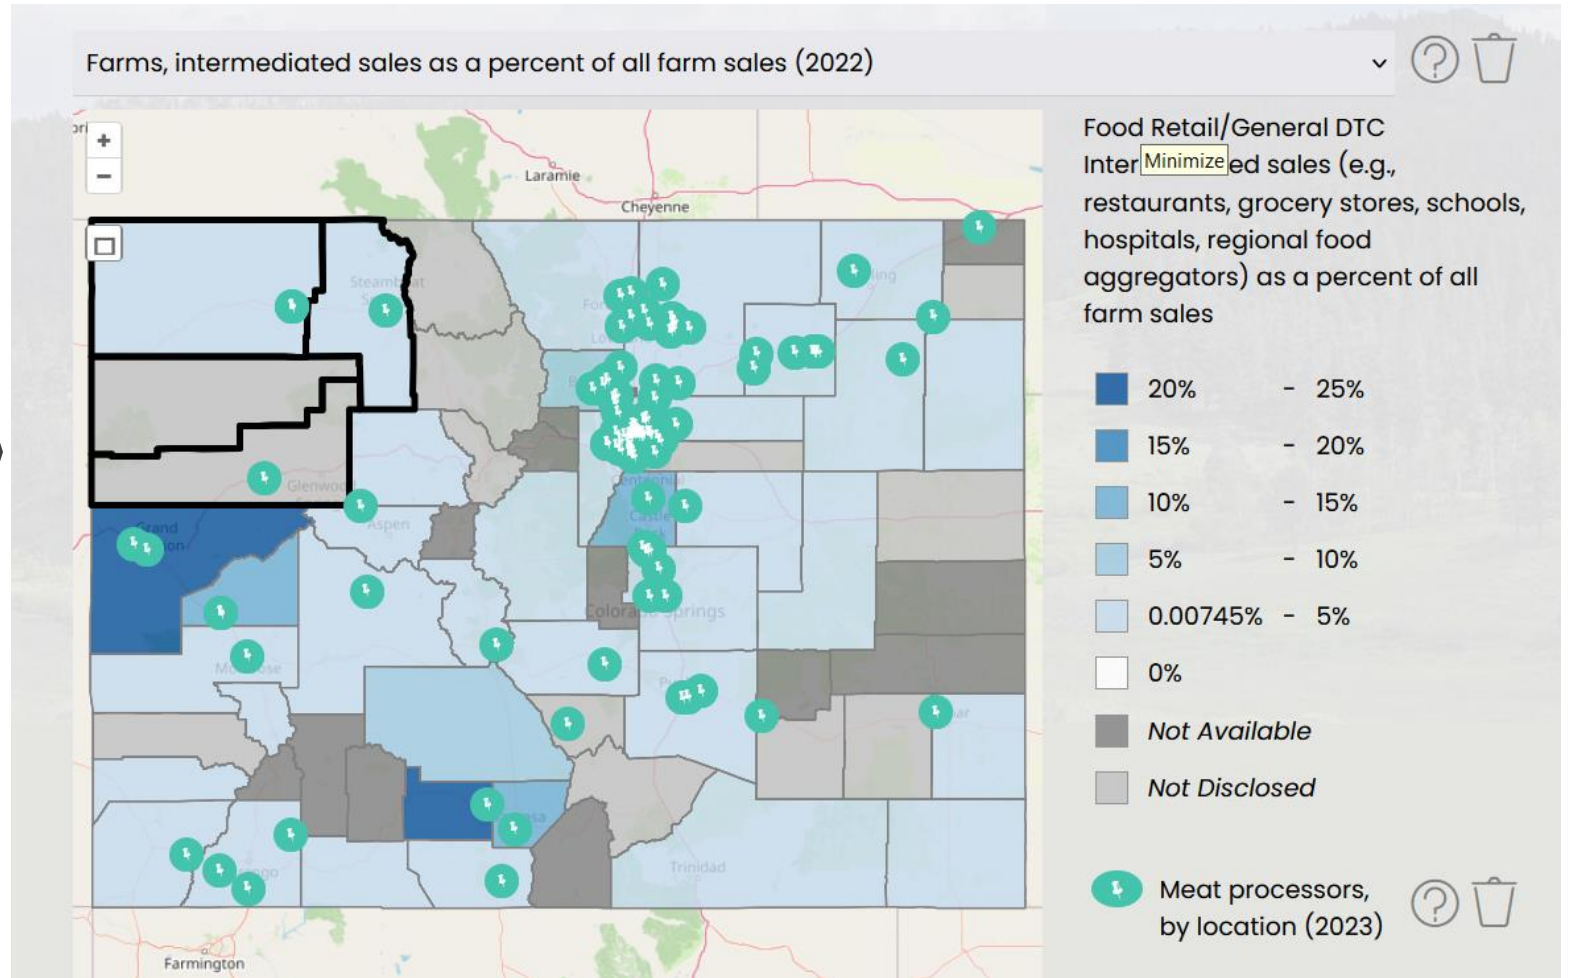 Farms, intermediated sales as a percent of all farm sales (2022)
Food Retail/General DTC
Inter Minimize ed sales (e.g.,
restaurants, grocery stores, schools,
hospitals, regional food
aggregators) as a percent of all
farm sales
20% - 25%
15% - 20%
10% - 15%
5% - 10%
0.00745% - 5%
0%
Not Available
Not Disclosed
Meat processors,
by location (2023)
+
−
Laramie
Cheyenne
Glenwood
Aspen
Grand
Colorado Springs
Trinidad
Farmington